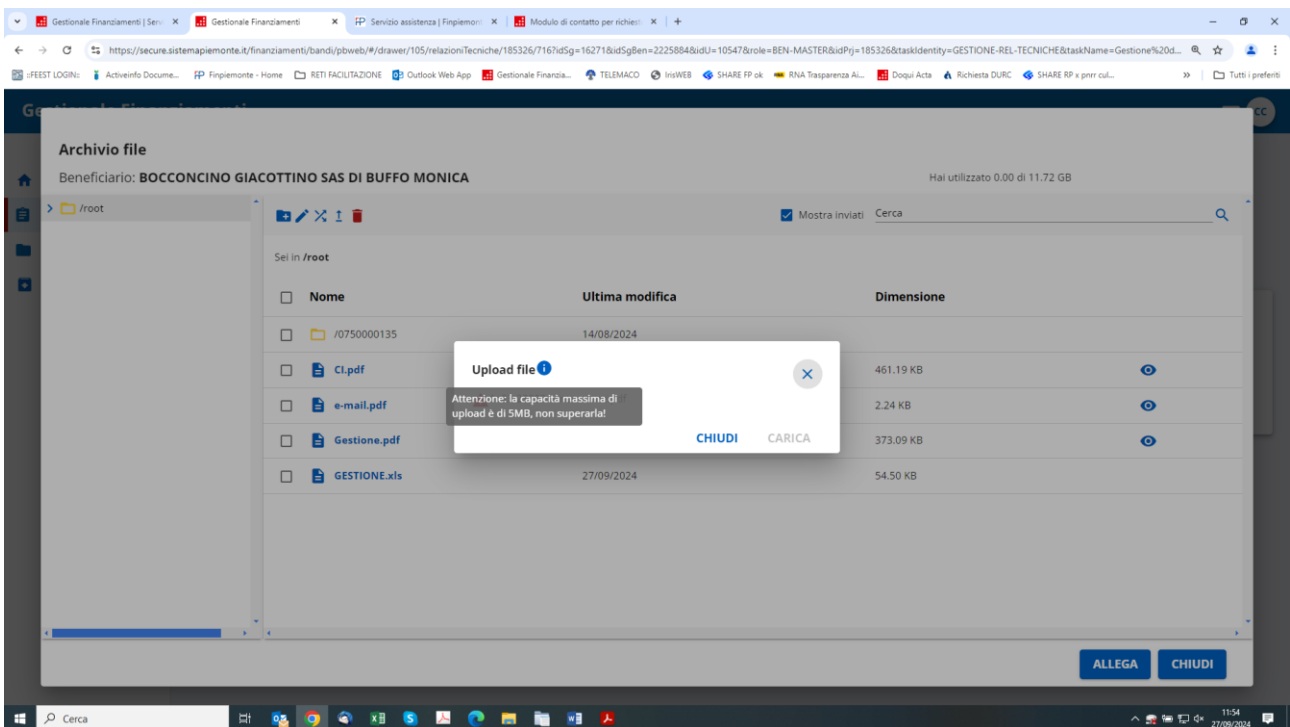 Gestionale Finanziamenti | Serv
Gestionale Finanziamenti
Servizio assistenza | Finpiemon
Modulo di contatto per richiest
https://secure.sistemapiemonte.it/finanziamenti/bandi/pbweb/#/drawer/105/relazioniTecniche/185326/716?idSg=16271&idSgBen=2225884&idU=10547&role=BEN-MASTER&idPrj=185326&taskIdentity=GESTIONE-REL-TECNICHE&taskName=Gestione%20d...
::FEEST LOGIN::
Activeinfo Docume...
Finpiemonte - Home
RETI FACILITAZIONE
Outlook Web App
Gestionale Finanzia...
TELEMACO
IrisWEB
SHARE FP ok
RNA Trasparenza Ai...
Doqui Acta
Richiesta DURC
SHARE RP x pnrr cul...
Tutti i preferiti
CC
Archivio file
Beneficiario: BOCCONCINO GIACOTTINO SAS DI BUFFO MONICA
Hai utilizzato 0.00 di 11.72 GB
/root
Mostra inviati
Cerca
Sei in /root
Nome Ultima modifica Dimensione
/0750000135 14/08/2024
CI.pdf 461.19 KB
e-mail.pdf 2.24 KB
Gestione.pdf 373.09 KB
GESTIONE.xls 27/09/2024 54.50 KB
Upload file
Attenzione: la capacità massima di
upload è di 5MB, non superarla!
CHIUDI CARICA
ALLEGA CHIUDI
Cerca
11:54
27/09/2024